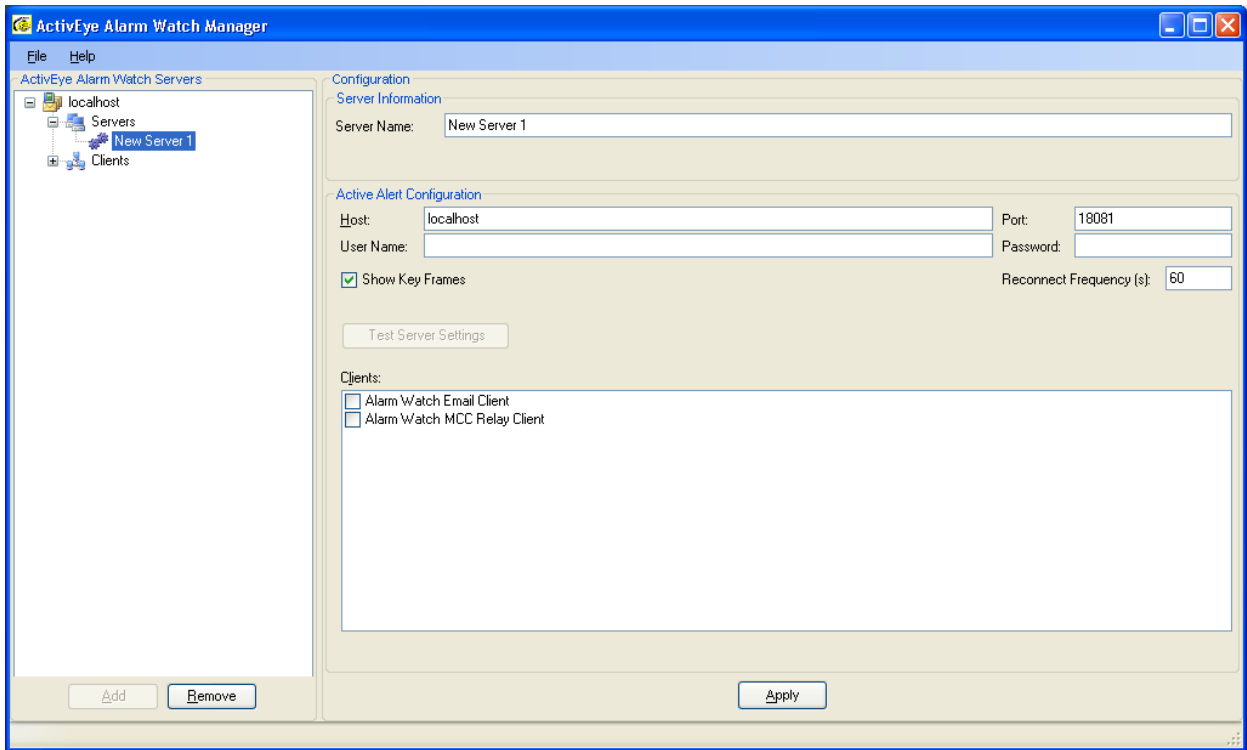 ActivEye Alarm Watch Manager
File Help
ActivEye Alarm Watch Servers
localhost
Servers
New Server 1
Clients
Add Remove
Configuration
Server Information
Server Name: New Server 1
Active Alert Configuration
Host: localhost Port: 18081
User Name: Password:
Show Key Frames Reconnect Frequency (s): 60
Test Server Settings
Clients:
Alarm Watch Email Client
Alarm Watch MCC Relay Client
Apply